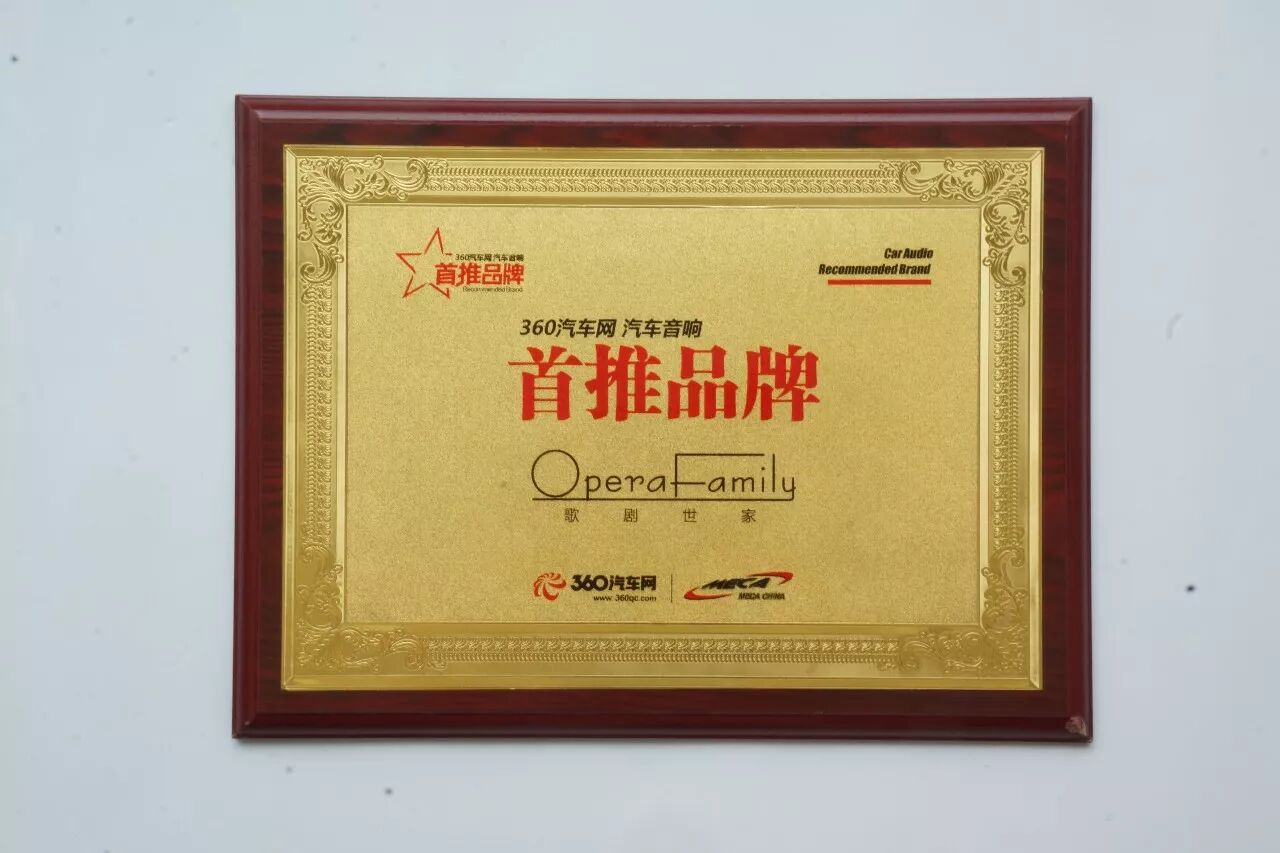 360汽车网 汽车音响
首推品牌
Recommended Brand
Car Audio
Recommended Brand
360汽车网 汽车音响
首推品牌
OperaFamily
歌剧世家
360汽车网
www.360qc.com
MECA
MECA CHINA